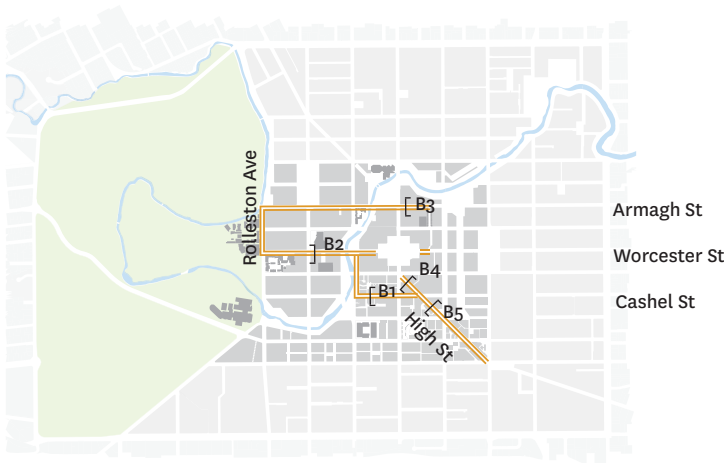 Rolleston Ave
B3
Armagh St
B2
Worcester St
B4
B1
Cashel St
B5
High St